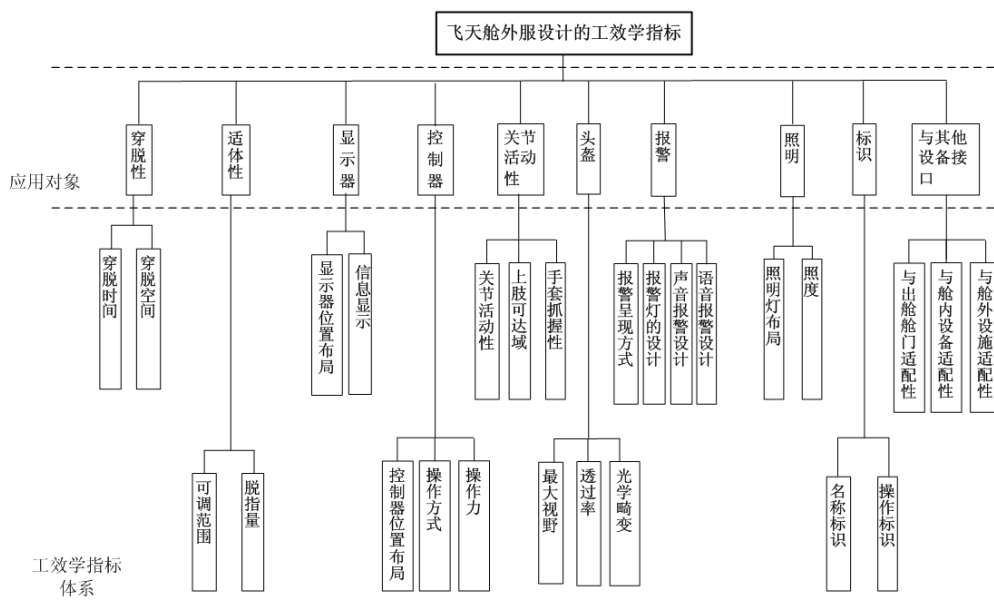 飞天舱外服设计的工效学指标
应用对象
穿脱性
适体性
显示器
控制器
关节活动性
头盔
报警
照明
标识
与其他设备接口
穿脱时间
穿脱空间
显示器位置布局
信息显示
关节活动性
上肢可达域
手套抓握性
报警呈现方式
报警灯的设计
声音报警设计
语音报警设计
照明灯布局
照度
与出舱舱门适配性
与舱内设备适配性
与舱外设施适配性
可调范围
脱指量
控制器位置布局
操作方式
操作力
最大视野
透过率
光学畸变
名称标识
操作标识
工效学指标
体系